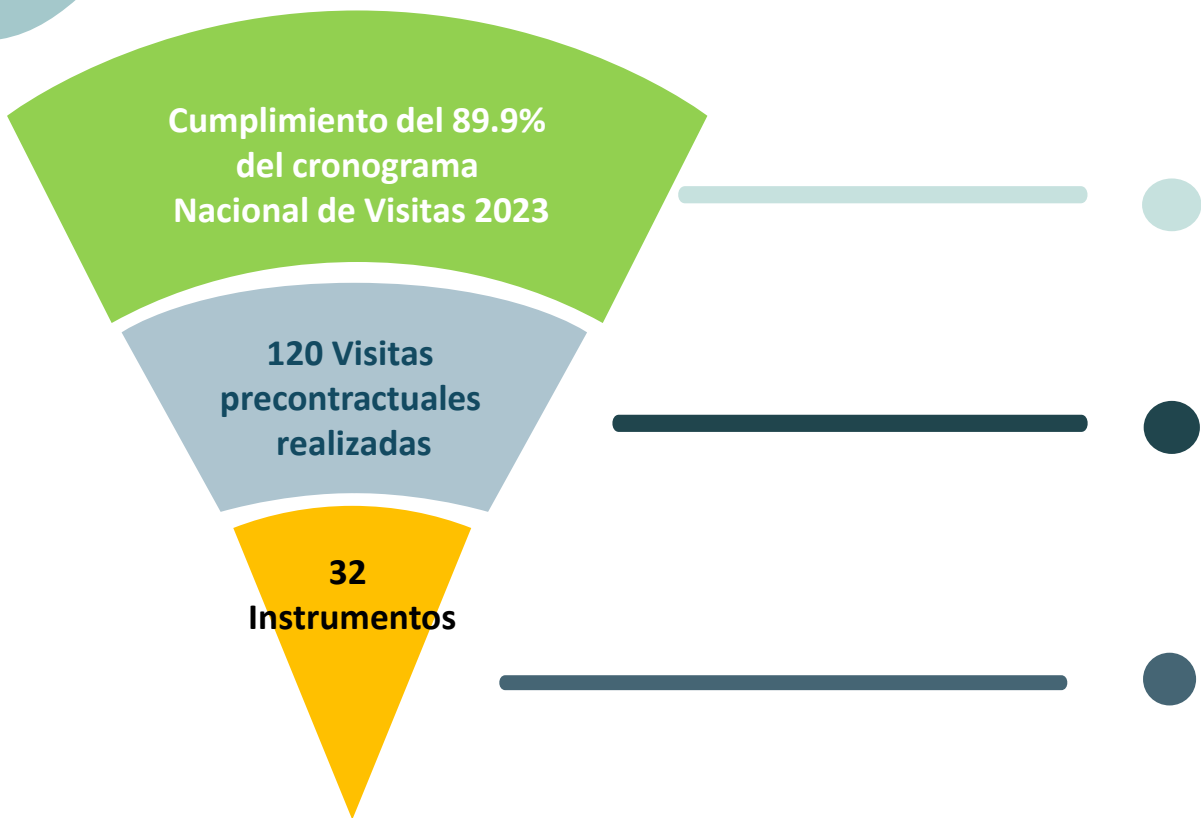 Cumplimiento del 89.9%
del cronograma
Nacional de Visitas 2023
120 Visitas
precontractuales
realizadas
32
Instrumentos